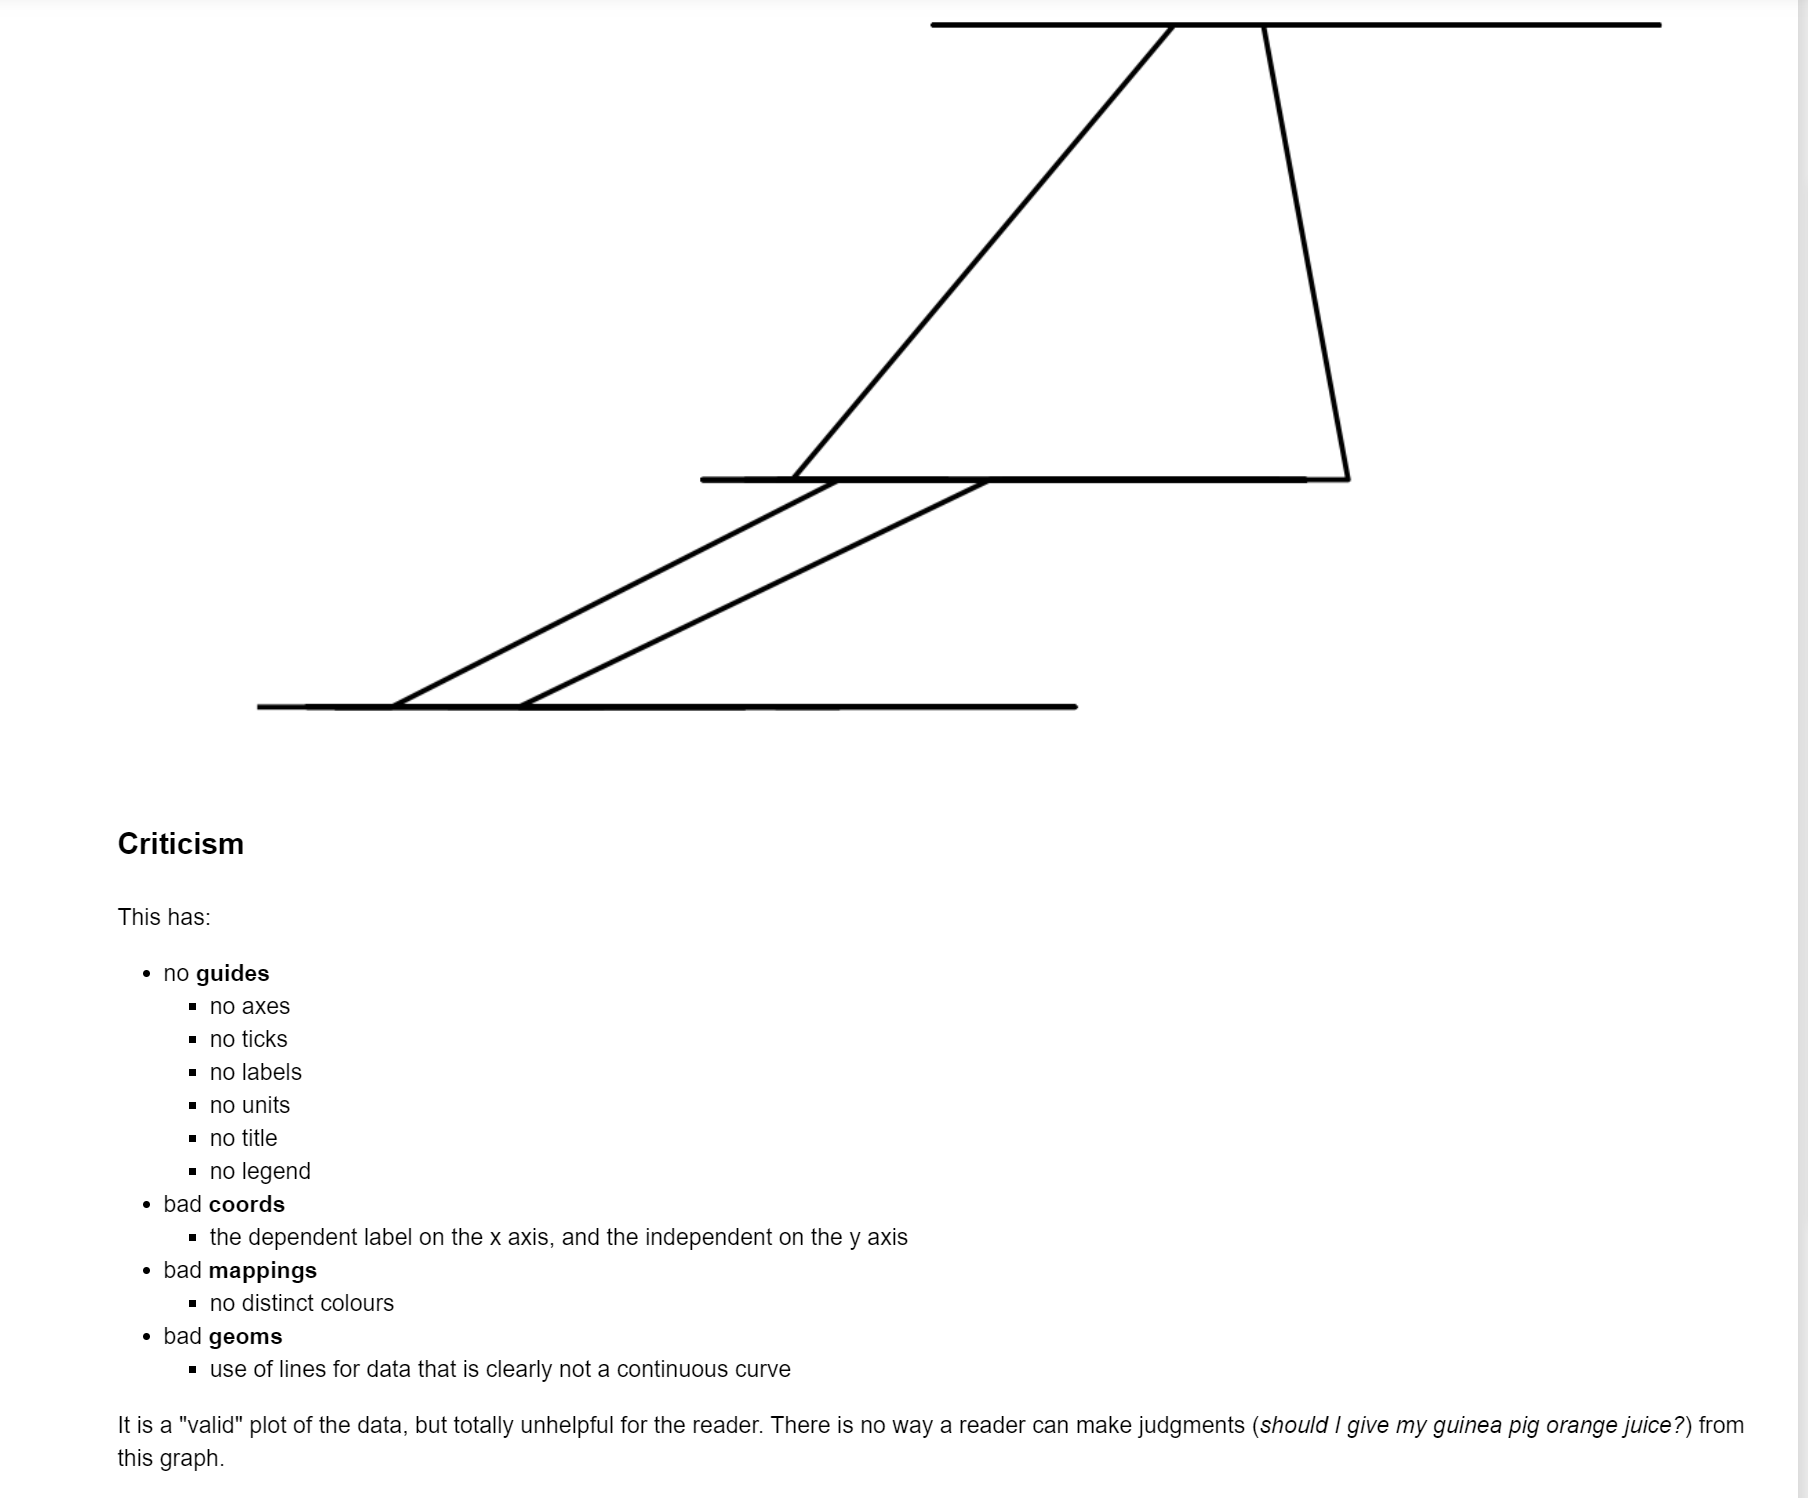 Criticism
This has:
• no guides
▪ no axes
▪ no ticks
▪ no labels
▪ no units
▪ no title
▪ no legend
• bad coords
▪ the dependent label on the x axis, and the independent on the y axis
• bad mappings
▪ no distinct colours
• bad geoms
▪ use of lines for data that is clearly not a continuous curve
It is a "valid" plot of the data, but totally unhelpful for the reader. There is no way a reader can make judgments (should I give my guinea pig orange juice?) from
this graph.